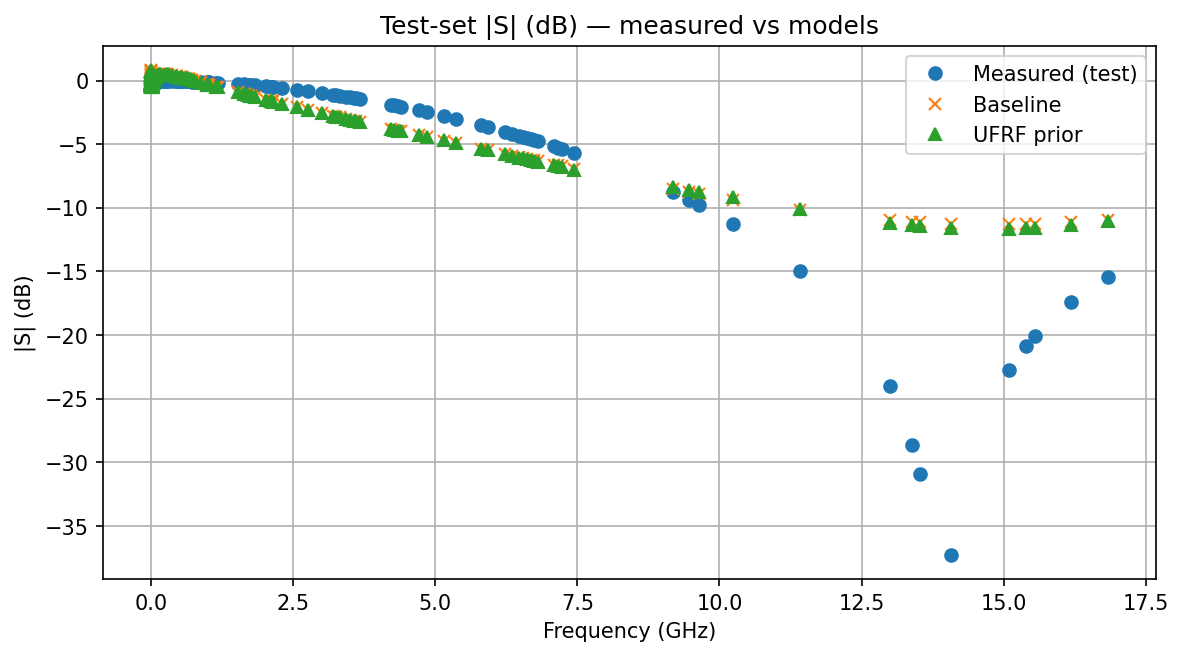 Test-set |S| (dB) — measured vs models
Measured (test)
Baseline
UFRF prior
|S| (dB)
0
−5
−10
−15
−20
−25
−30
−35
0.0 2.5 5.0 7.5 10.0 12.5 15.0 17.5
Frequency (GHz)